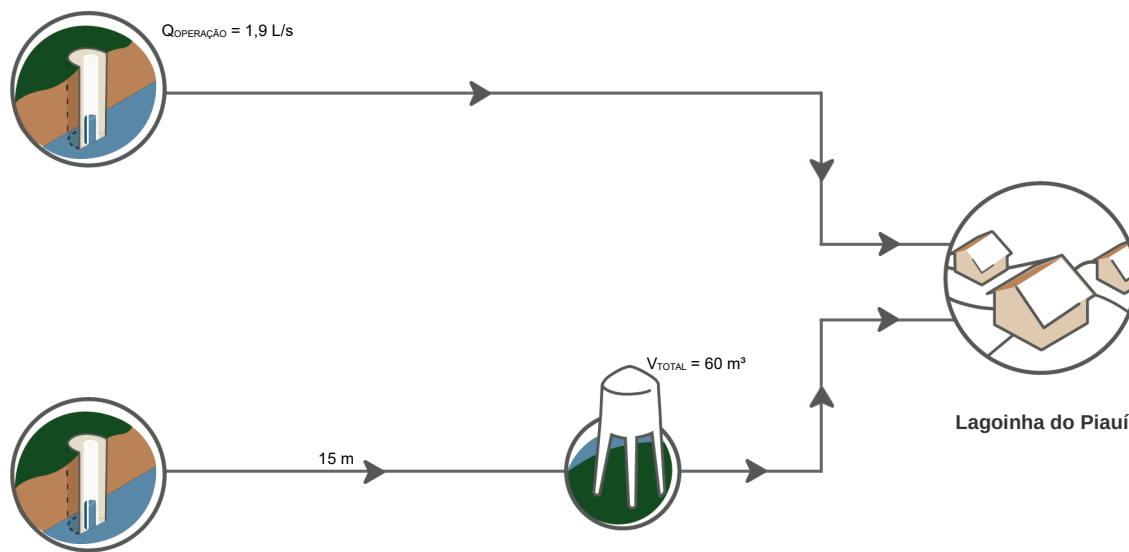 QOPERAÇÃO = 1,9 L/s
VTOTAL = 60 m³
Lagoinha do Piauí
15 m